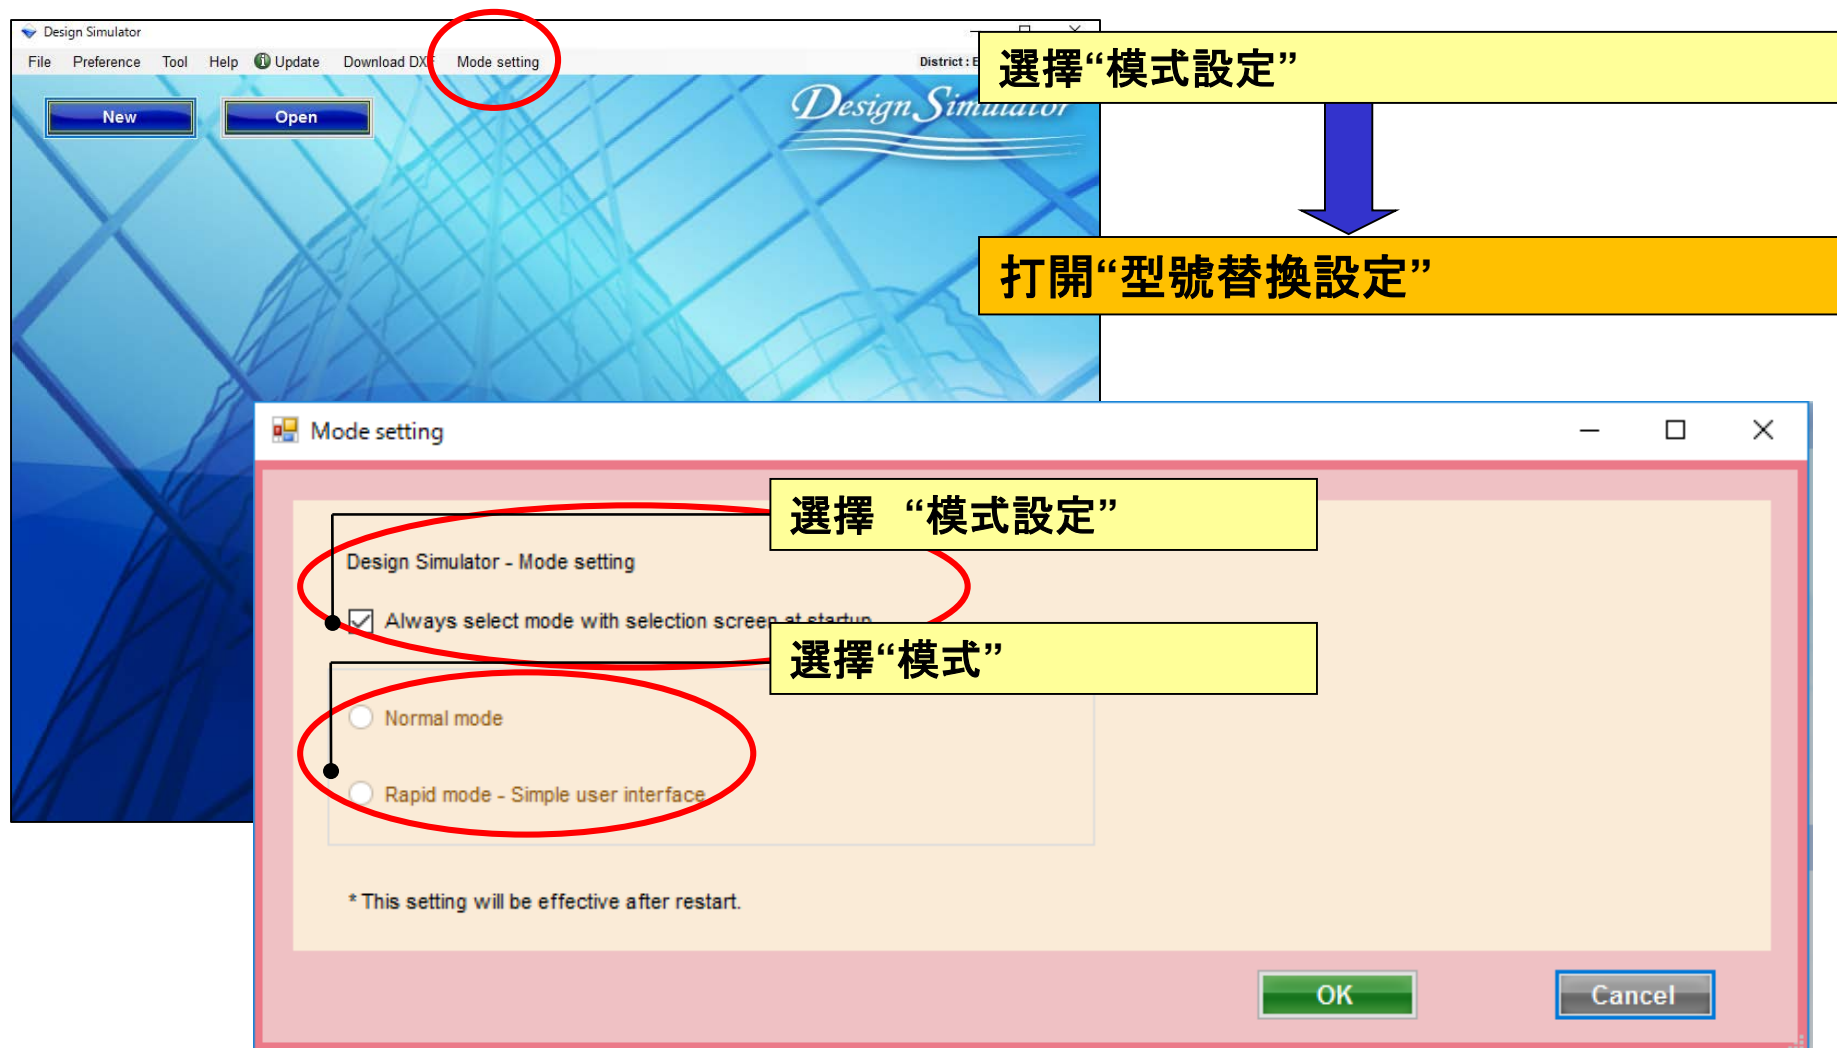 Design Simulator
File Preference Tool Help Update Download DXF Mode setting
District : E
選擇“模式設定”
New Open
Design Simulator
打開“型號替換設定”
Mode setting
選擇 “模式設定”
Design Simulator - Mode setting
Always select mode with selection screen at startup
選擇“模式”
Normal mode
Rapid mode - Simple user interface
* This setting will be effective after restart.
OK Cancel